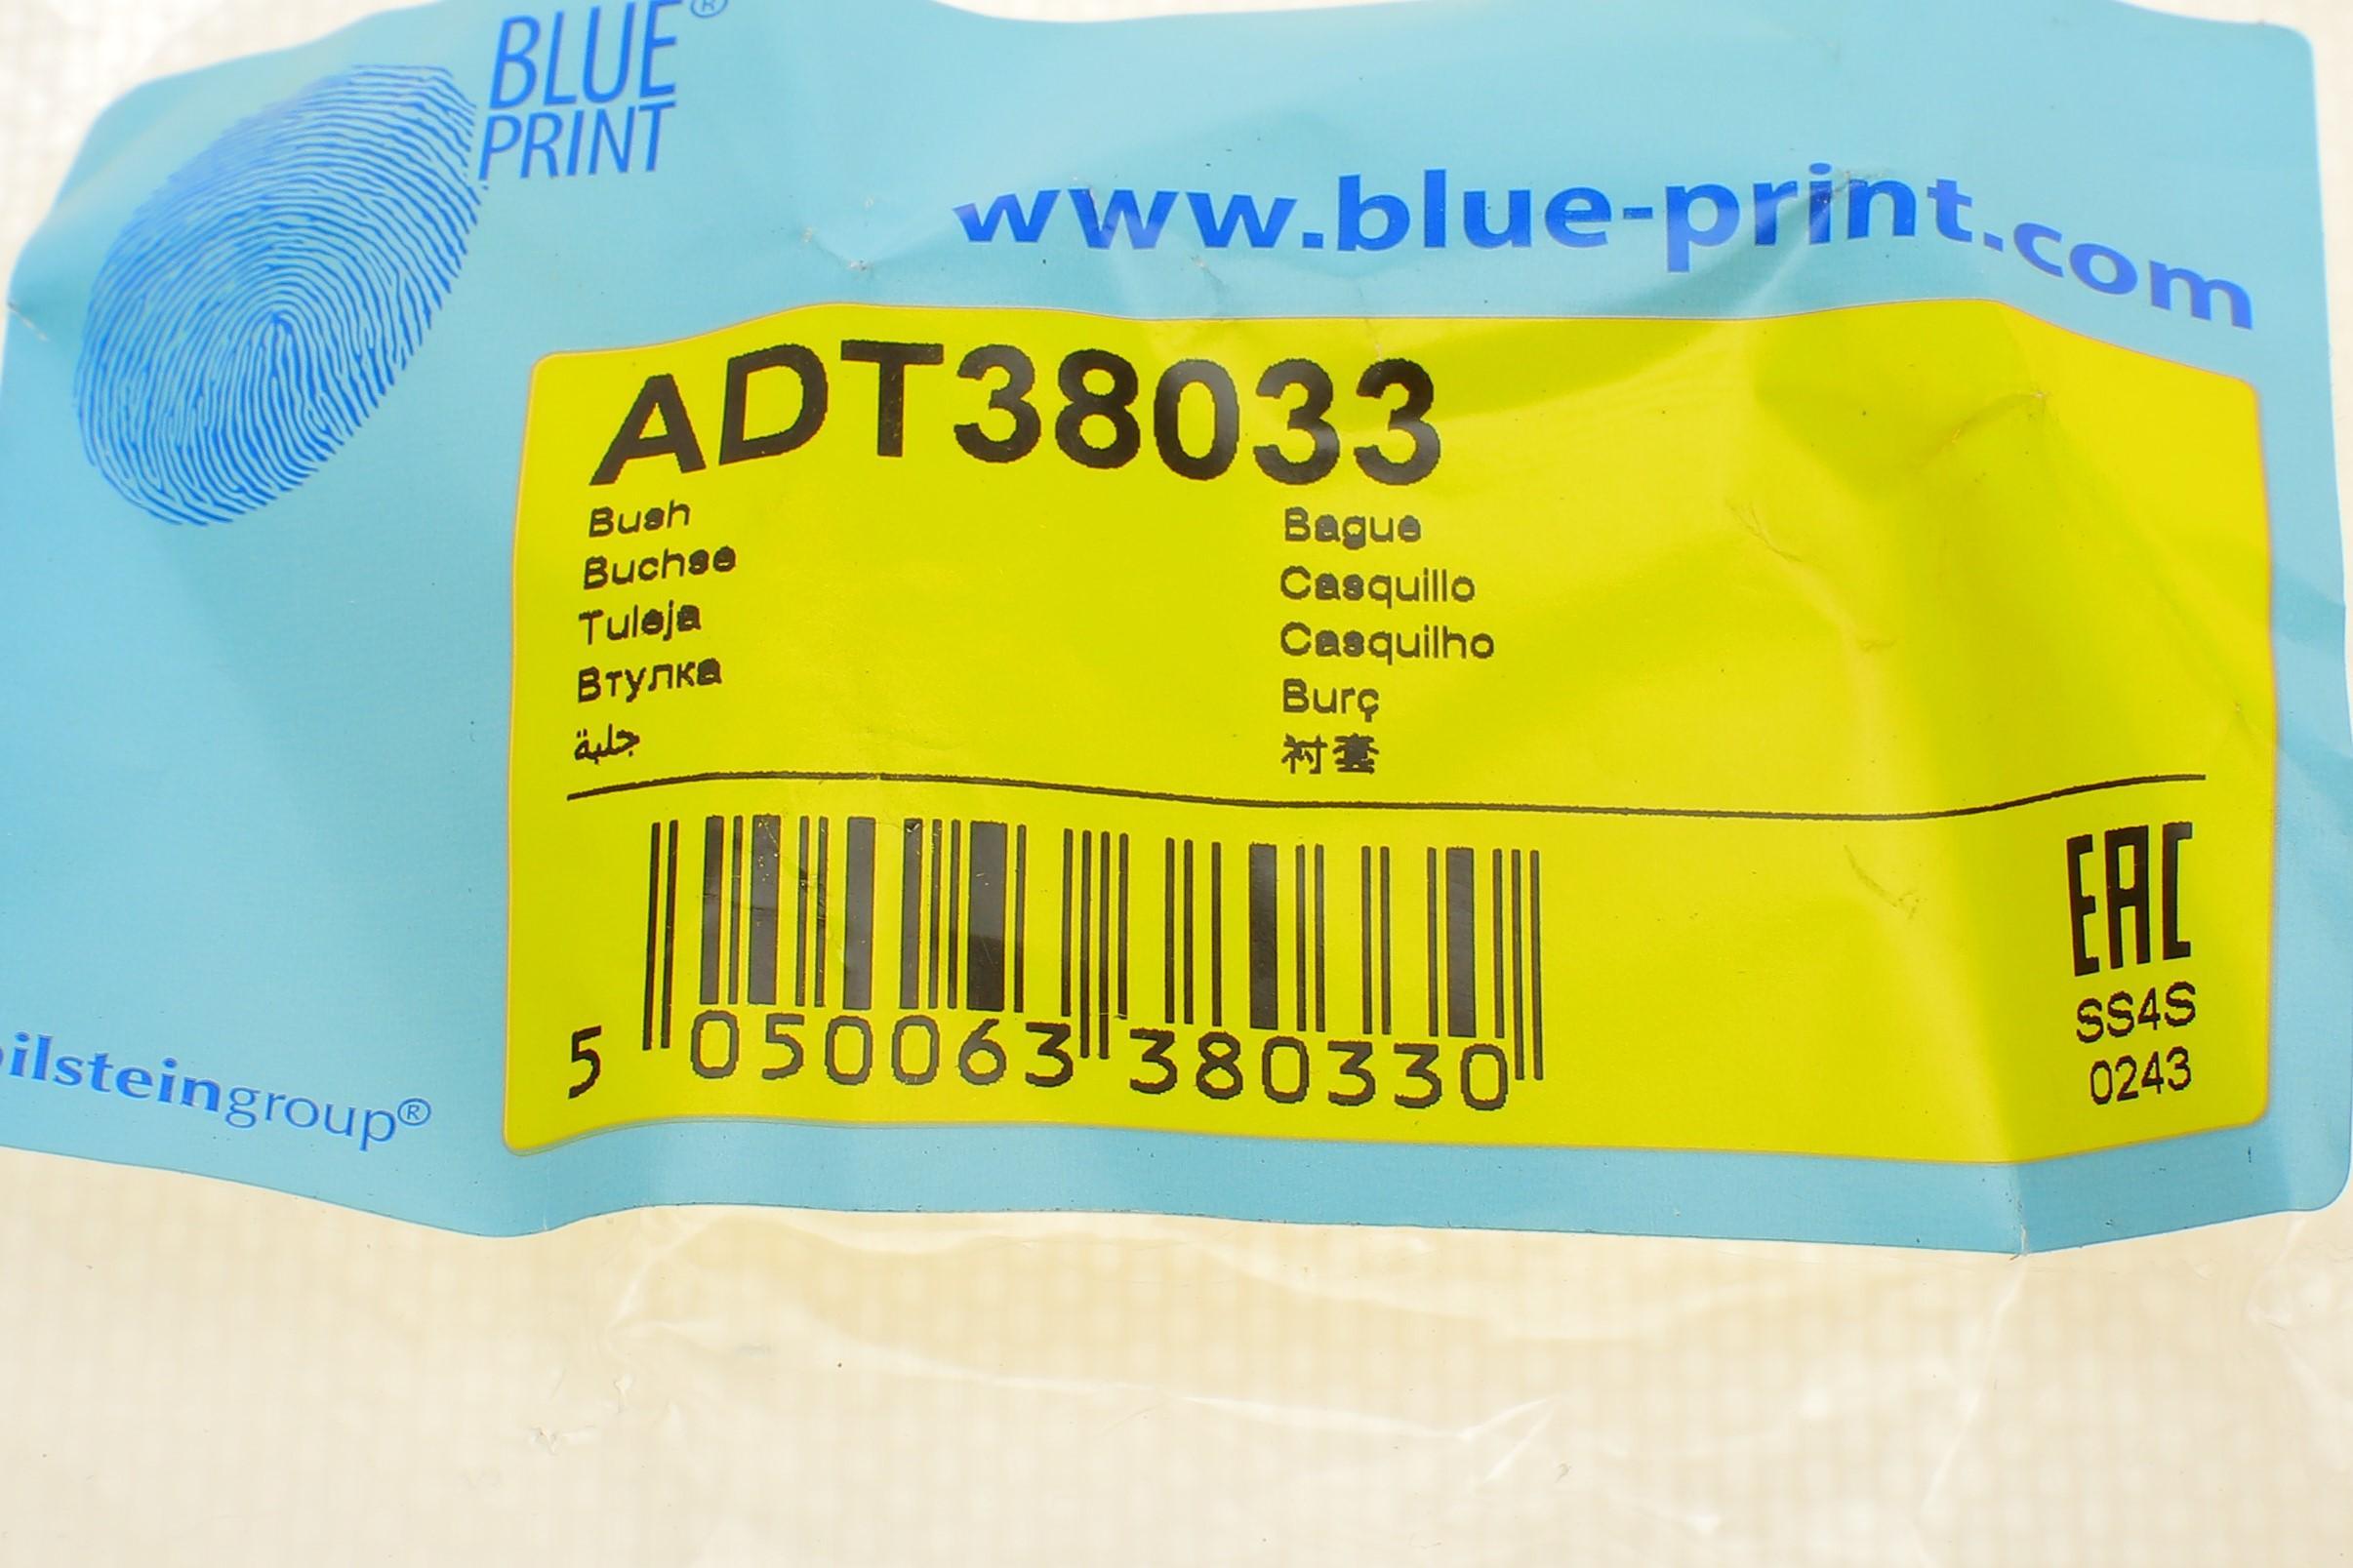 BLUE®
PRINT
www.blue-print.com
ADT38033
Bush
Buchse
Tuleja
Втулка
جلبة
Bague
Casquillo
Casquilho
Burç
衬套
5 050063 380330
EAC
SS4S
0243
bilsteingroup®